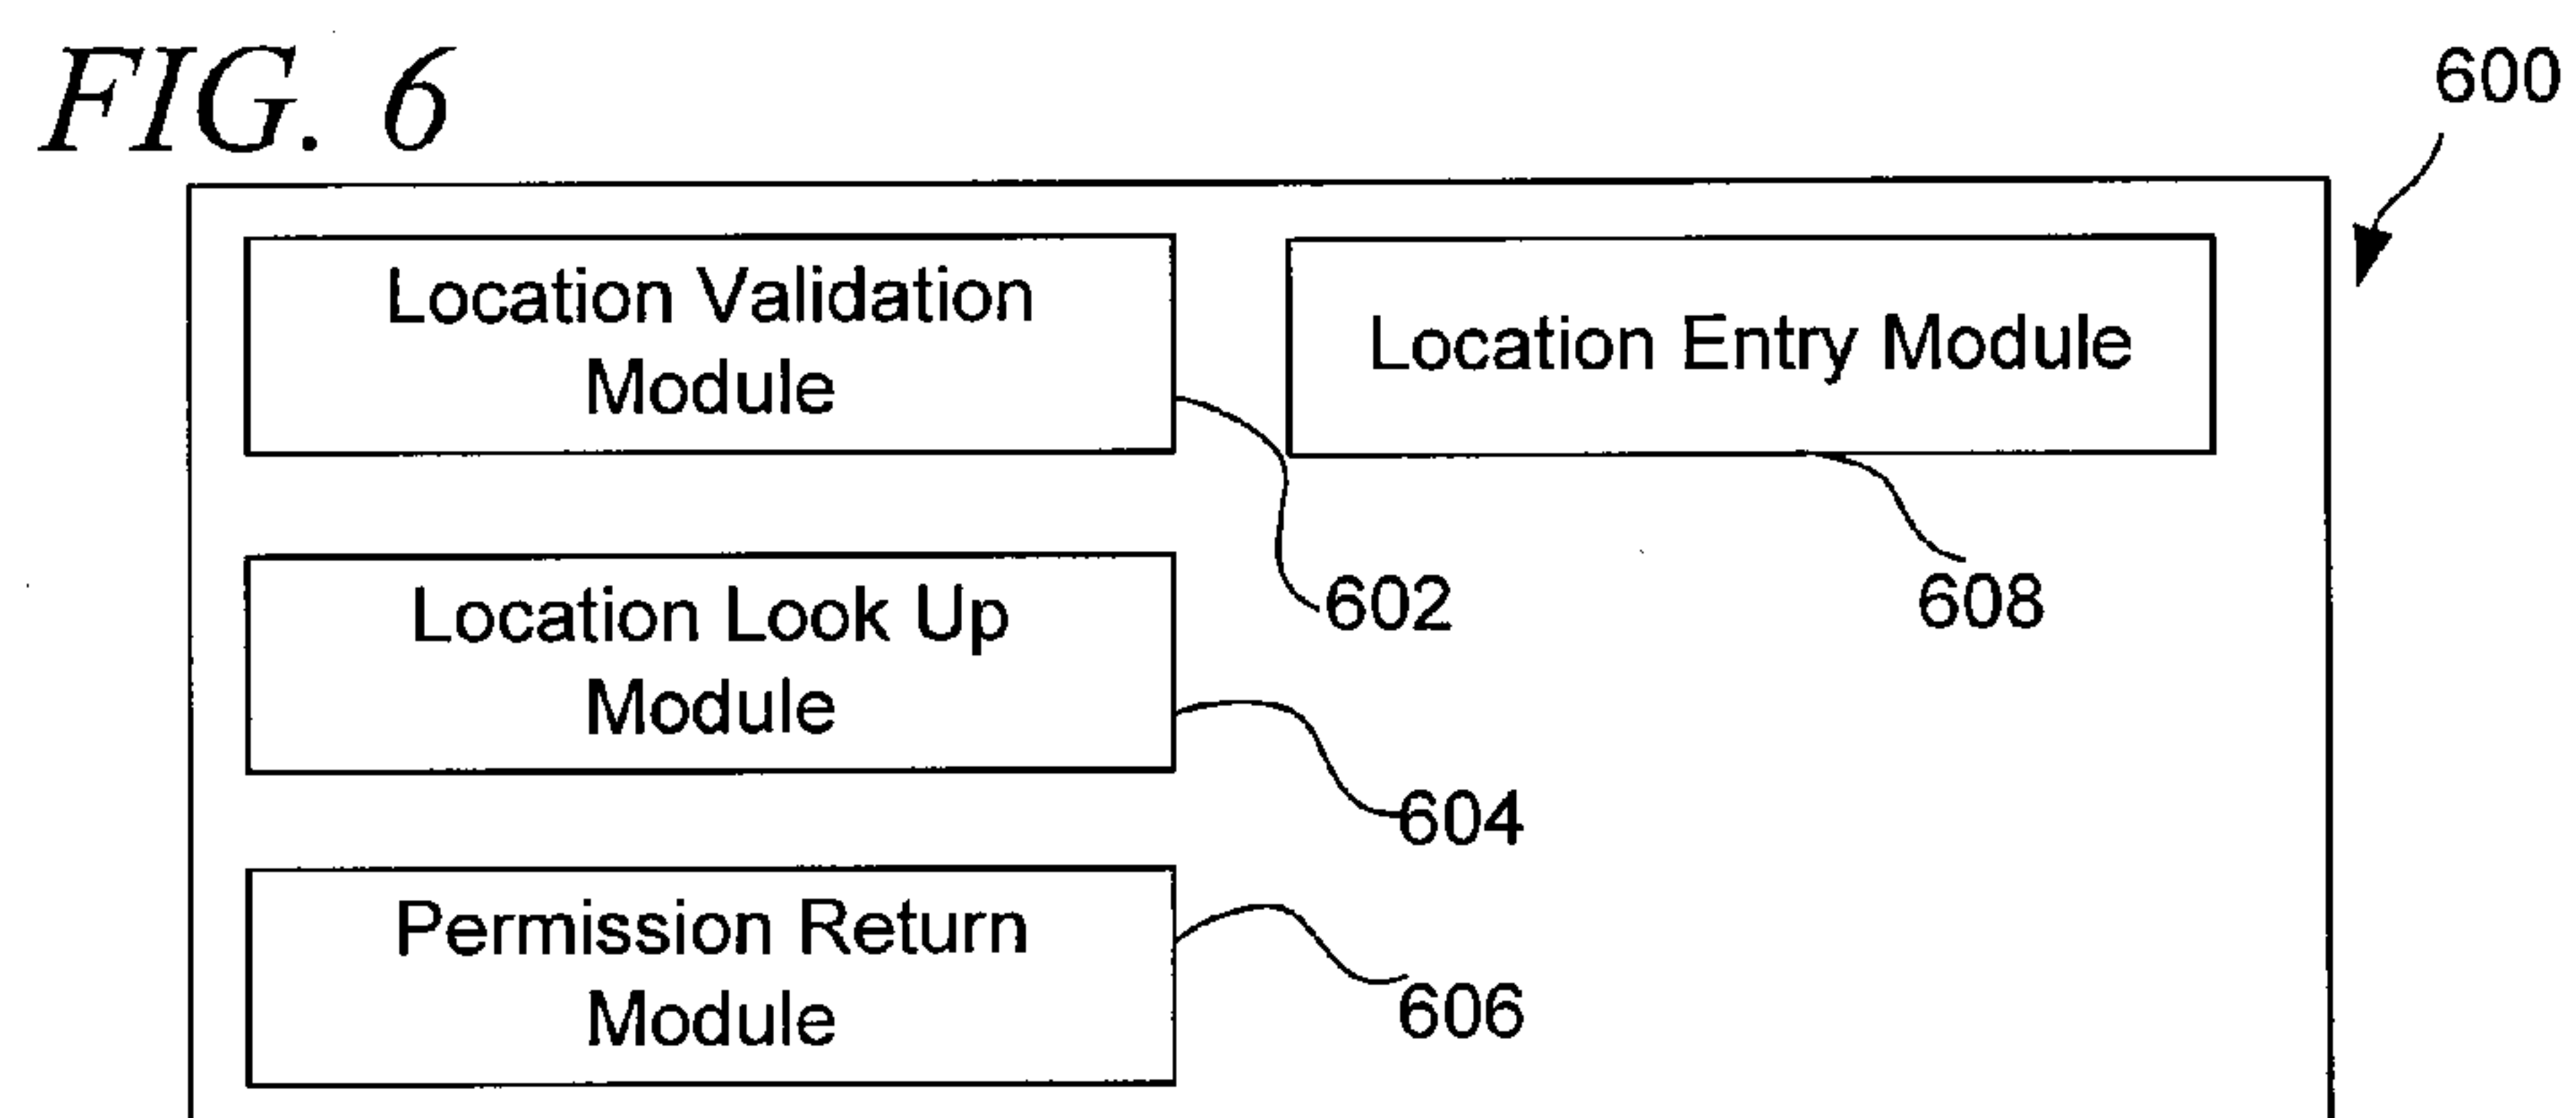 FIG. 6
600
Location Validation
Module
602
Location Entry Module
608
Location Look Up
Module
604
Permission Return
Module
606